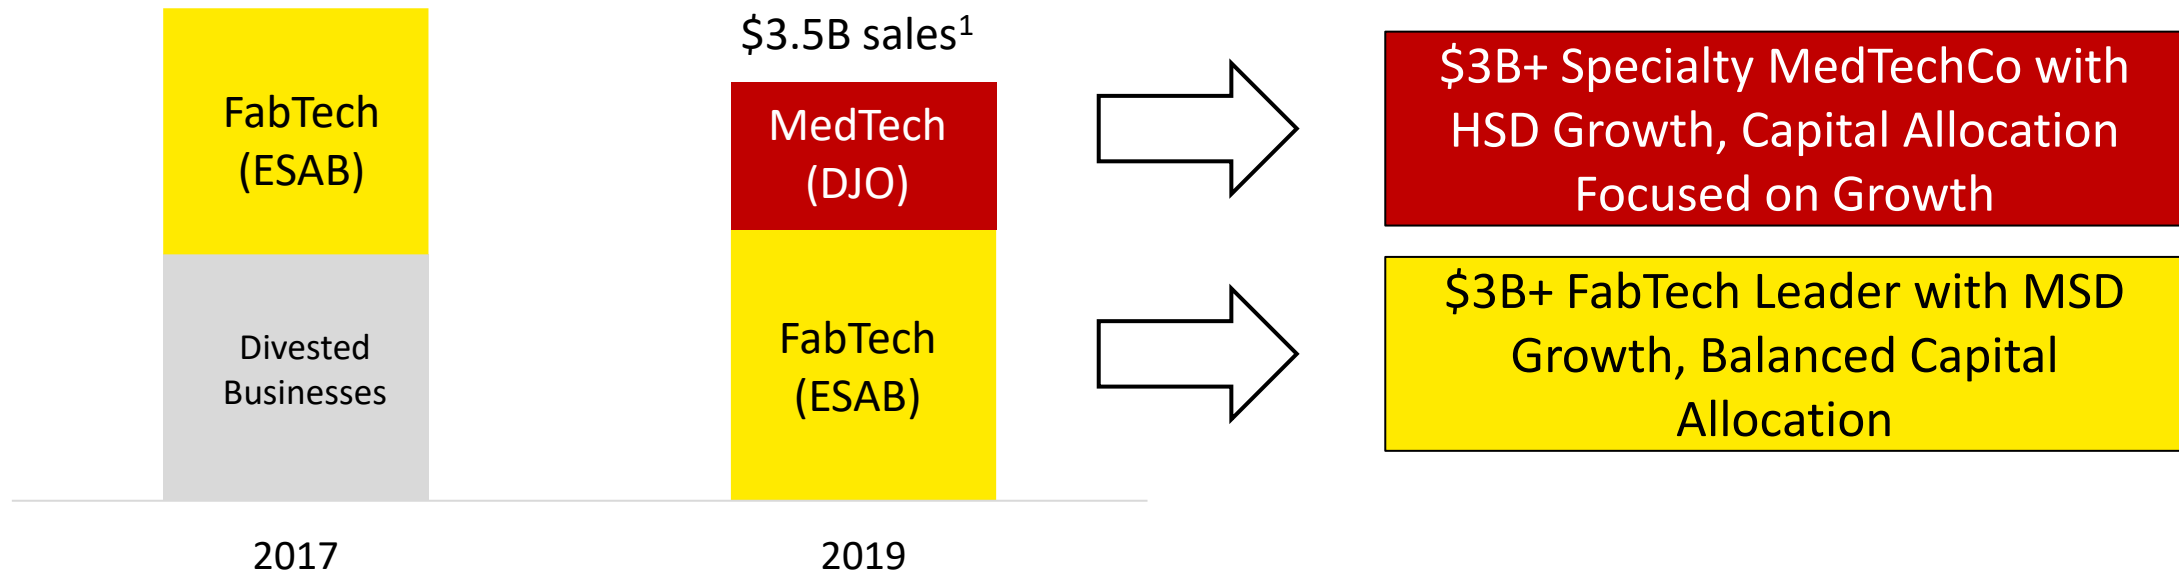 FabTech
(ESAB)
Divested
Businesses
2017
$3.5B sales¹
MedTech
(DJO)
FabTech
(ESAB)
2019
$3B+ Specialty MedTechCo with
HSD Growth, Capital Allocation
Focused on Growth
$3B+ FabTech Leader with MSD
Growth, Balanced Capital
Allocation